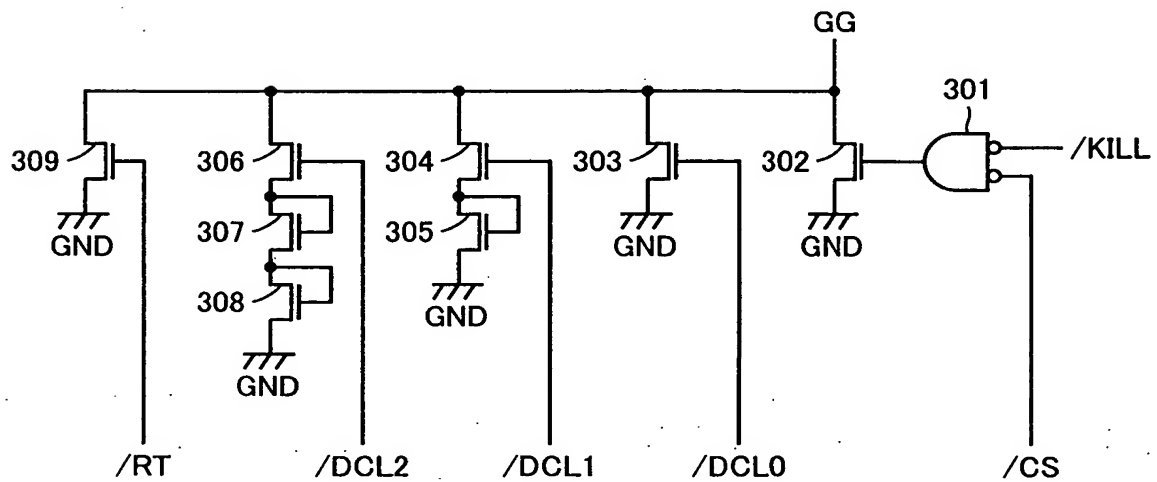 GG
301
309
306
304
303
302
/KILL
GND
307
305
GND
GND
308
GND
GND
/RT
/DCL2
/DCL1
/DCL0
/CS